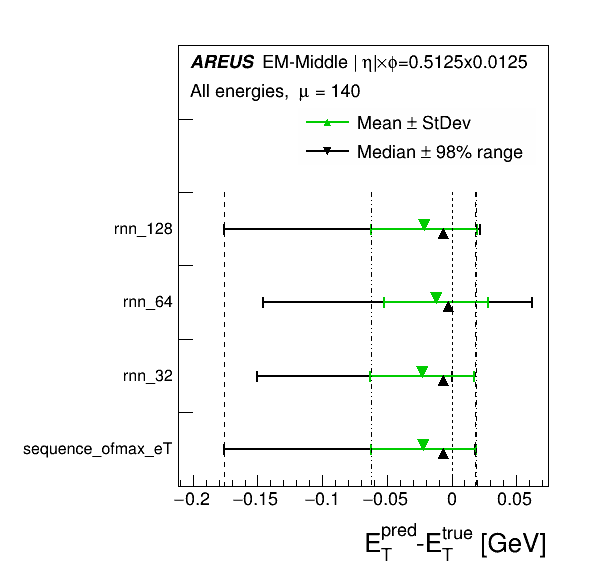 AREUS EM-Middle | η|×ϕ=0.5125x0.0125
All energies, μ = 140
Mean ± StDev
Median ± 98% range
rnn_128
rnn_64
rnn_32
sequence_ofmax_eT
−0.2 −0.15 −0.1 −0.05 0 0.05
E_T^pred-E_T^true [GeV]